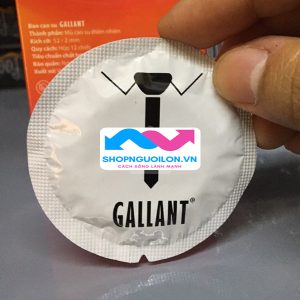 Bao cao su GALLANT
Thành phần: Mủ cao su thiên nhiên
Kích cỡ: 52 ± 2 mm
Quy cách: Hộp 12 chiếc
Tiêu chuẩn chất
Bảo quản:
Xuất xứ
SHOPNGUOILON.VN
CÁCH SỐNG LÀNH MẠNH
GALLANT®